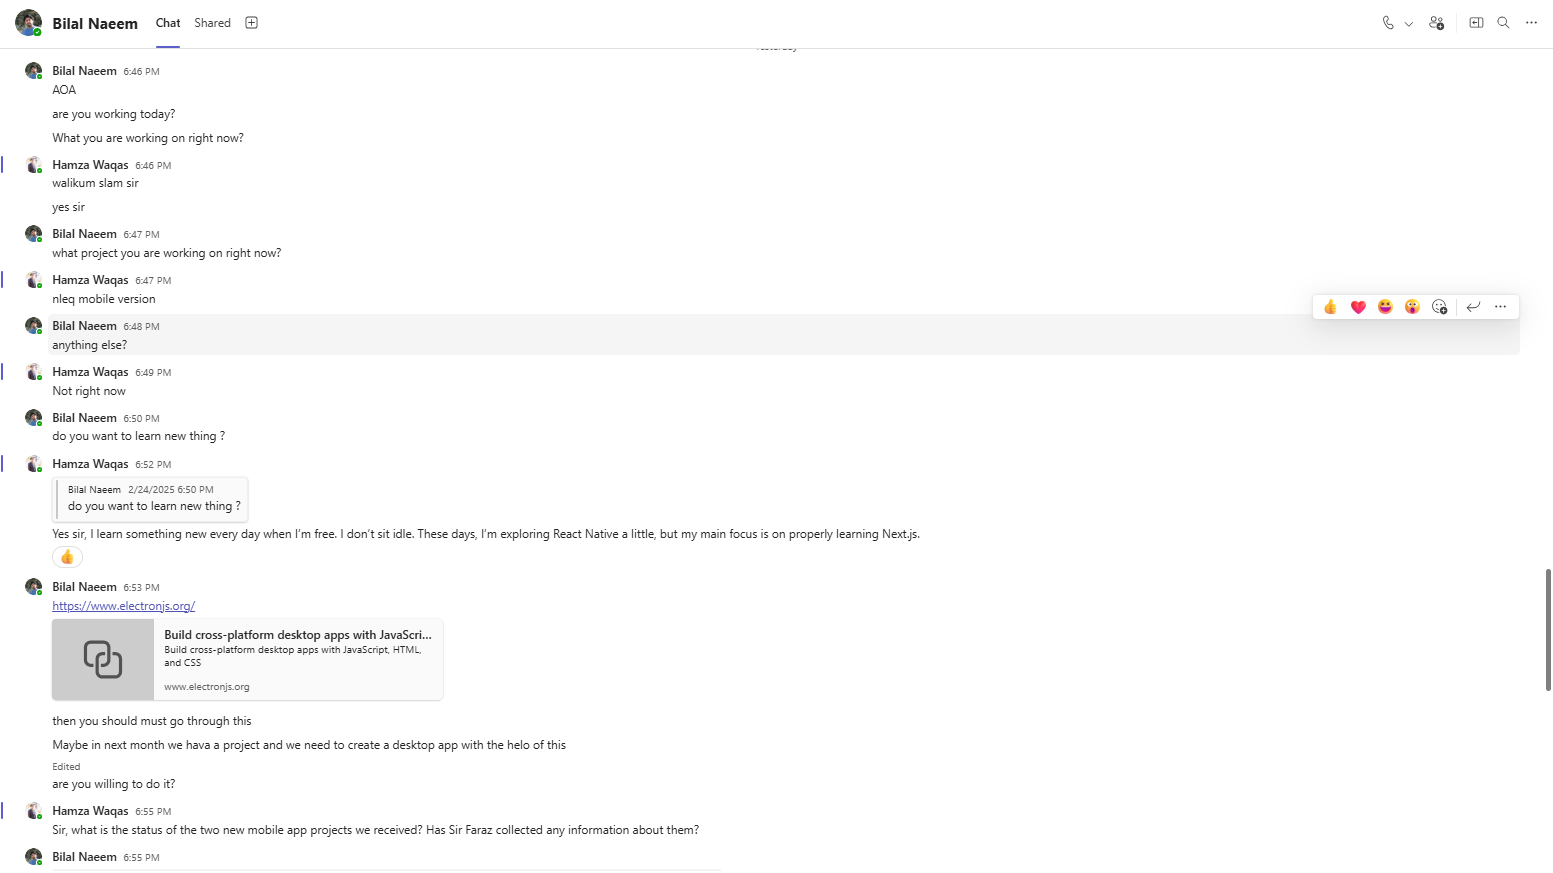 Bilal Naeem Chat Shared
Yesterday
Bilal Naeem 6:46 PM
AOA
are you working today?
What you are working on right now?
Hamza Waqas 6:46 PM
walikum slam sir
yes sir
Bilal Naeem 6:47 PM
what project you are working on right now?
Hamza Waqas 6:47 PM
nleq mobile version
Bilal Naeem 6:48 PM
anything else?
Hamza Waqas 6:49 PM
Not right now
Bilal Naeem 6:50 PM
do you want to learn new thing ?
Hamza Waqas 6:52 PM
Bilal Naeem 2/24/2025 6:50 PM
do you want to learn new thing ?
Yes sir, I learn something new every day when I’m free. I don’t sit idle. These days, I’m exploring React Native a little, but my main focus is on properly learning Next.js.
Bilal Naeem 6:53 PM
https://www.electronjs.org/
Build cross-platform desktop apps with JavaScri...
Build cross-platform desktop apps with JavaScript, HTML,
and CSS
www.electronjs.org
then you should must go through this
Maybe in next month we hava a project and we need to create a desktop app with the helo of this
Edited
are you willing to do it?
Hamza Waqas 6:55 PM
Sir, what is the status of the two new mobile app projects we received? Has Sir Faraz collected any information about them?
Bilal Naeem 6:55 PM